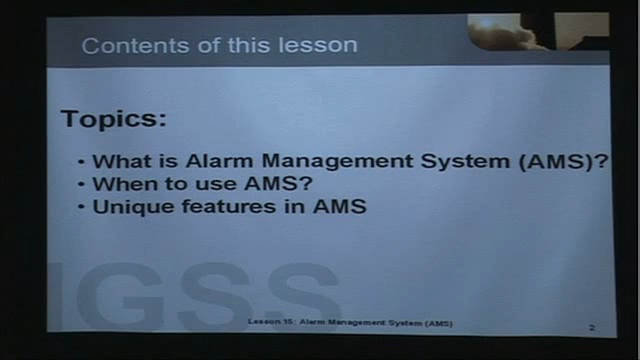 Contents of this lesson
Topics:
• What is Alarm Management System (AMS)?
• When to use AMS?
• Unique features in AMS
IGSS
Lesson 15: Alarm Management System (AMS)
2